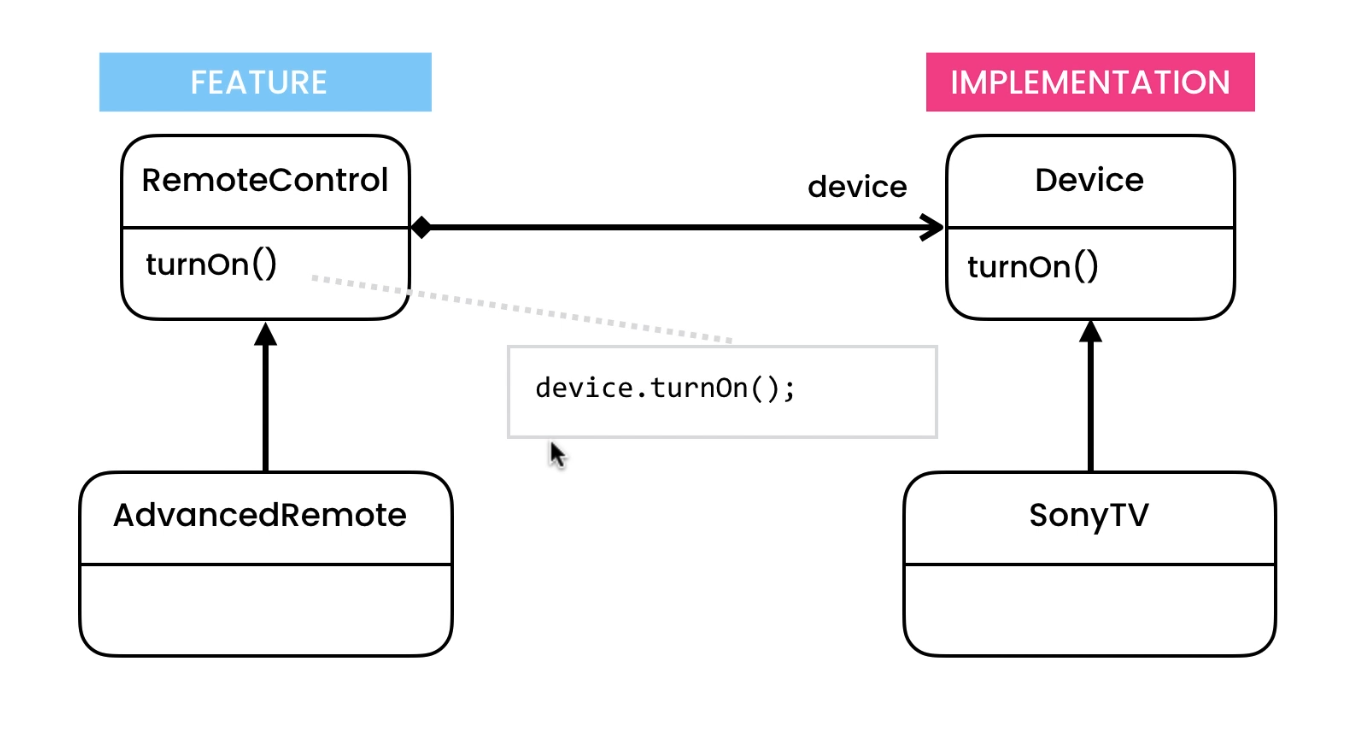 FEATURE
IMPLEMENTATION
RemoteControl
device
Device
turnOn()
turnOn()
device.turnOn();
AdvancedRemote
SonyTV